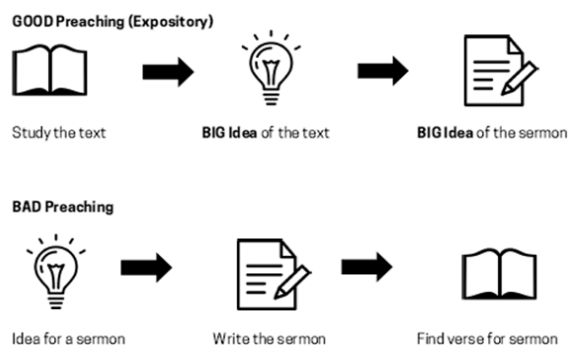 GOOD Preaching (Expository)
Study the text
BIG Idea of the text
BIG Idea of the sermon
BAD Preaching
Idea for a sermon
Write the sermon
Find verse for sermon